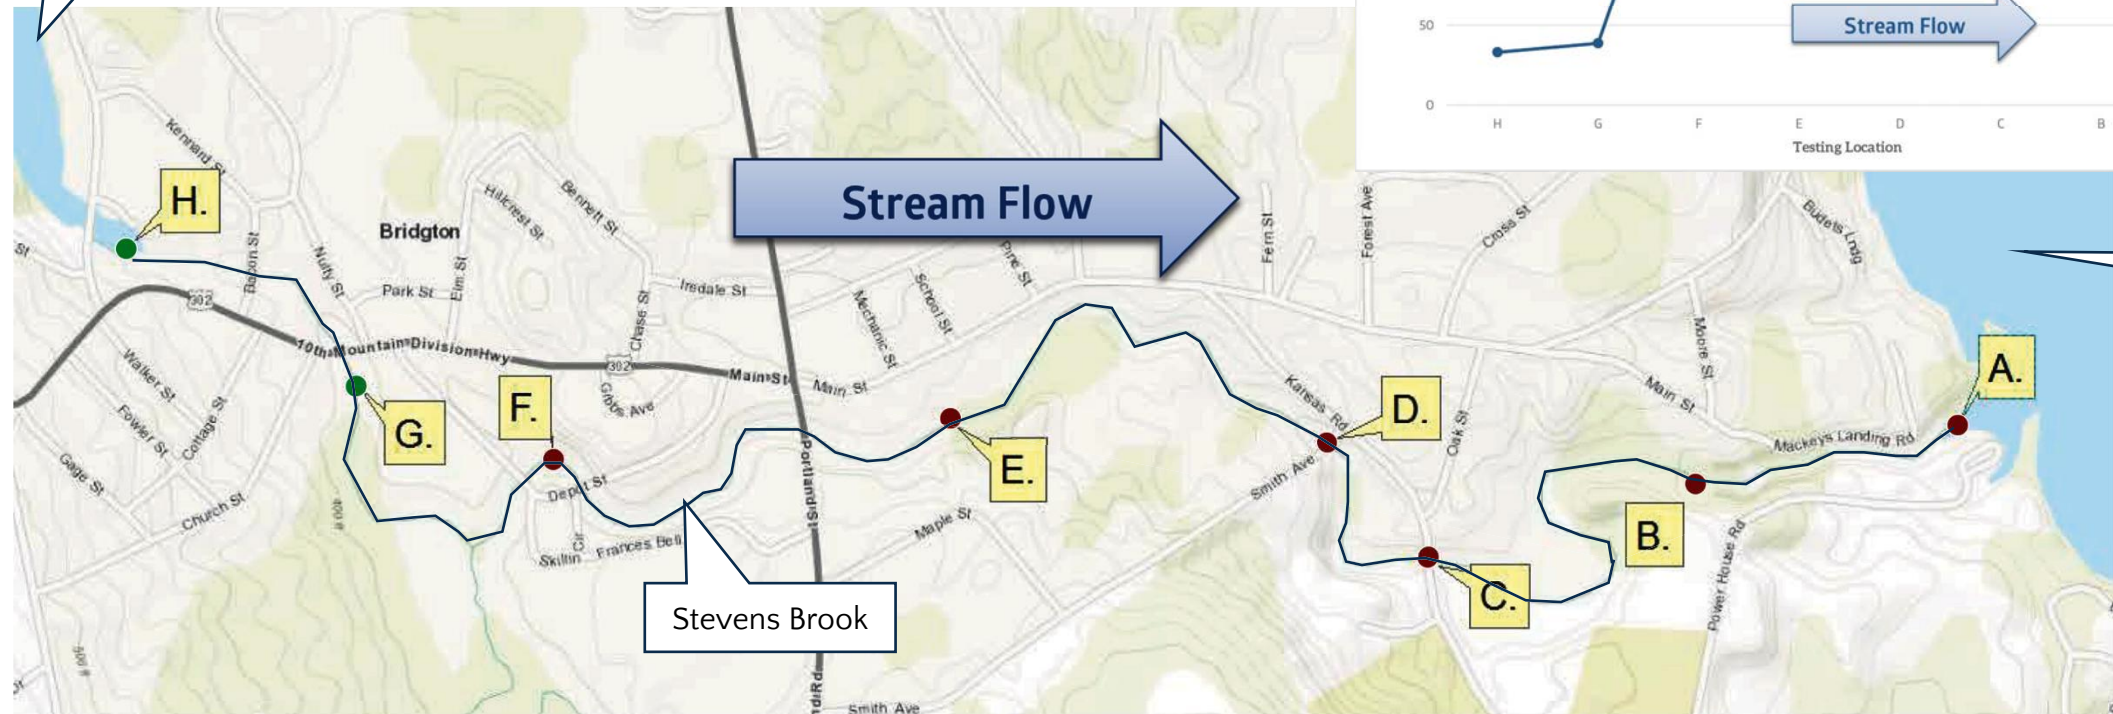 50
0
Stream Flow
H G F E D C B
Testing Location
Kennard St
H.
St
Bacon St
Nulty St
Bridgton
Hillcrest St
Bennett St
Stream Flow
Pine St
Fern St
Forest Ave
Cross St
302
Park St
Elm St
Iredale St
Chase St
Mechanic St
School St
10th Mountain Division Hwy
302
Main St
Main St
Moore St
Walker St
Fowler St
Cottage St
Gage St
Church St
G.
F.
Gibbs Ave
Depot St
Portland St
E.
Kansas Rd
D.
Smith Ave
Oak St
Main St
Mackeys Landing Rd
A.
Skillin Cir
Frances Bell
Maple St
B.
C.
Power House Rd
Stevens Brook
Smith Ave